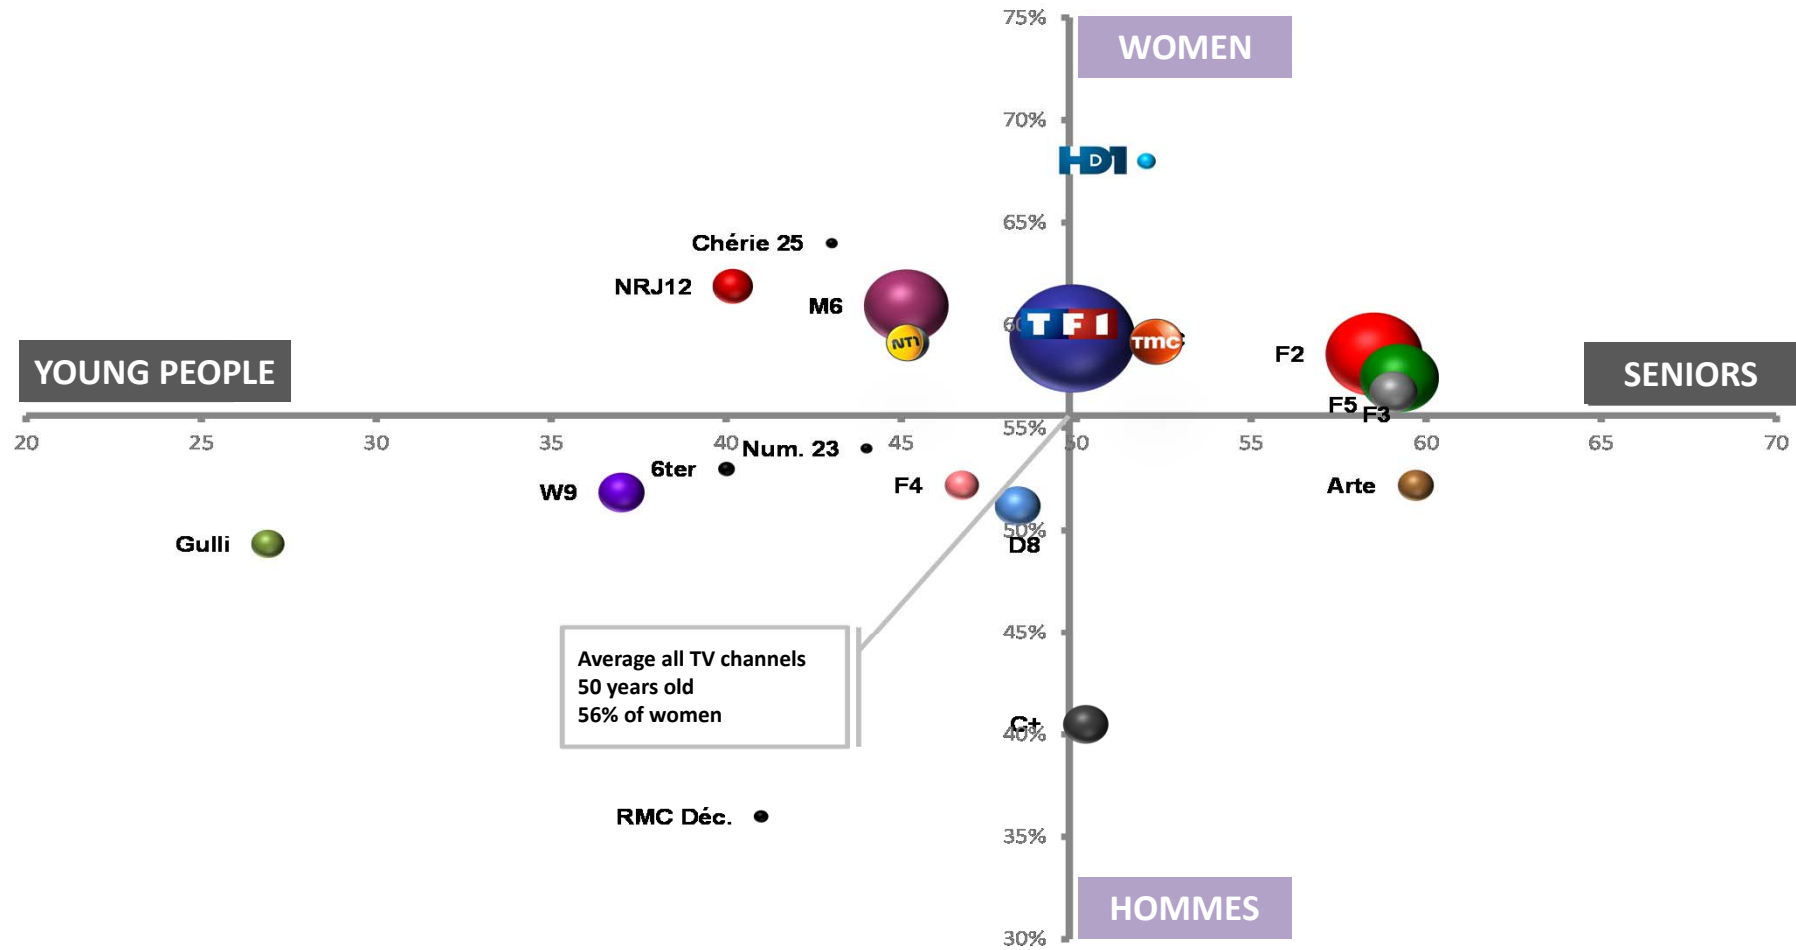 75%
WOMEN
70%
HD1
65%
Chérie 25
NRJ12
M6
TF1
NT1
TMC
F2
YOUNG PEOPLE
SENIORS
F5
F3
20
25
30
35
40
45
50
55
60
65
70
55%
Num. 23
6ter
W9
F4
Arte
Gulli
50%
D8
45%
Average all TV channels
50 years old
56% of women
C+
40%
RMC Déc.
35%
HOMMES
30%